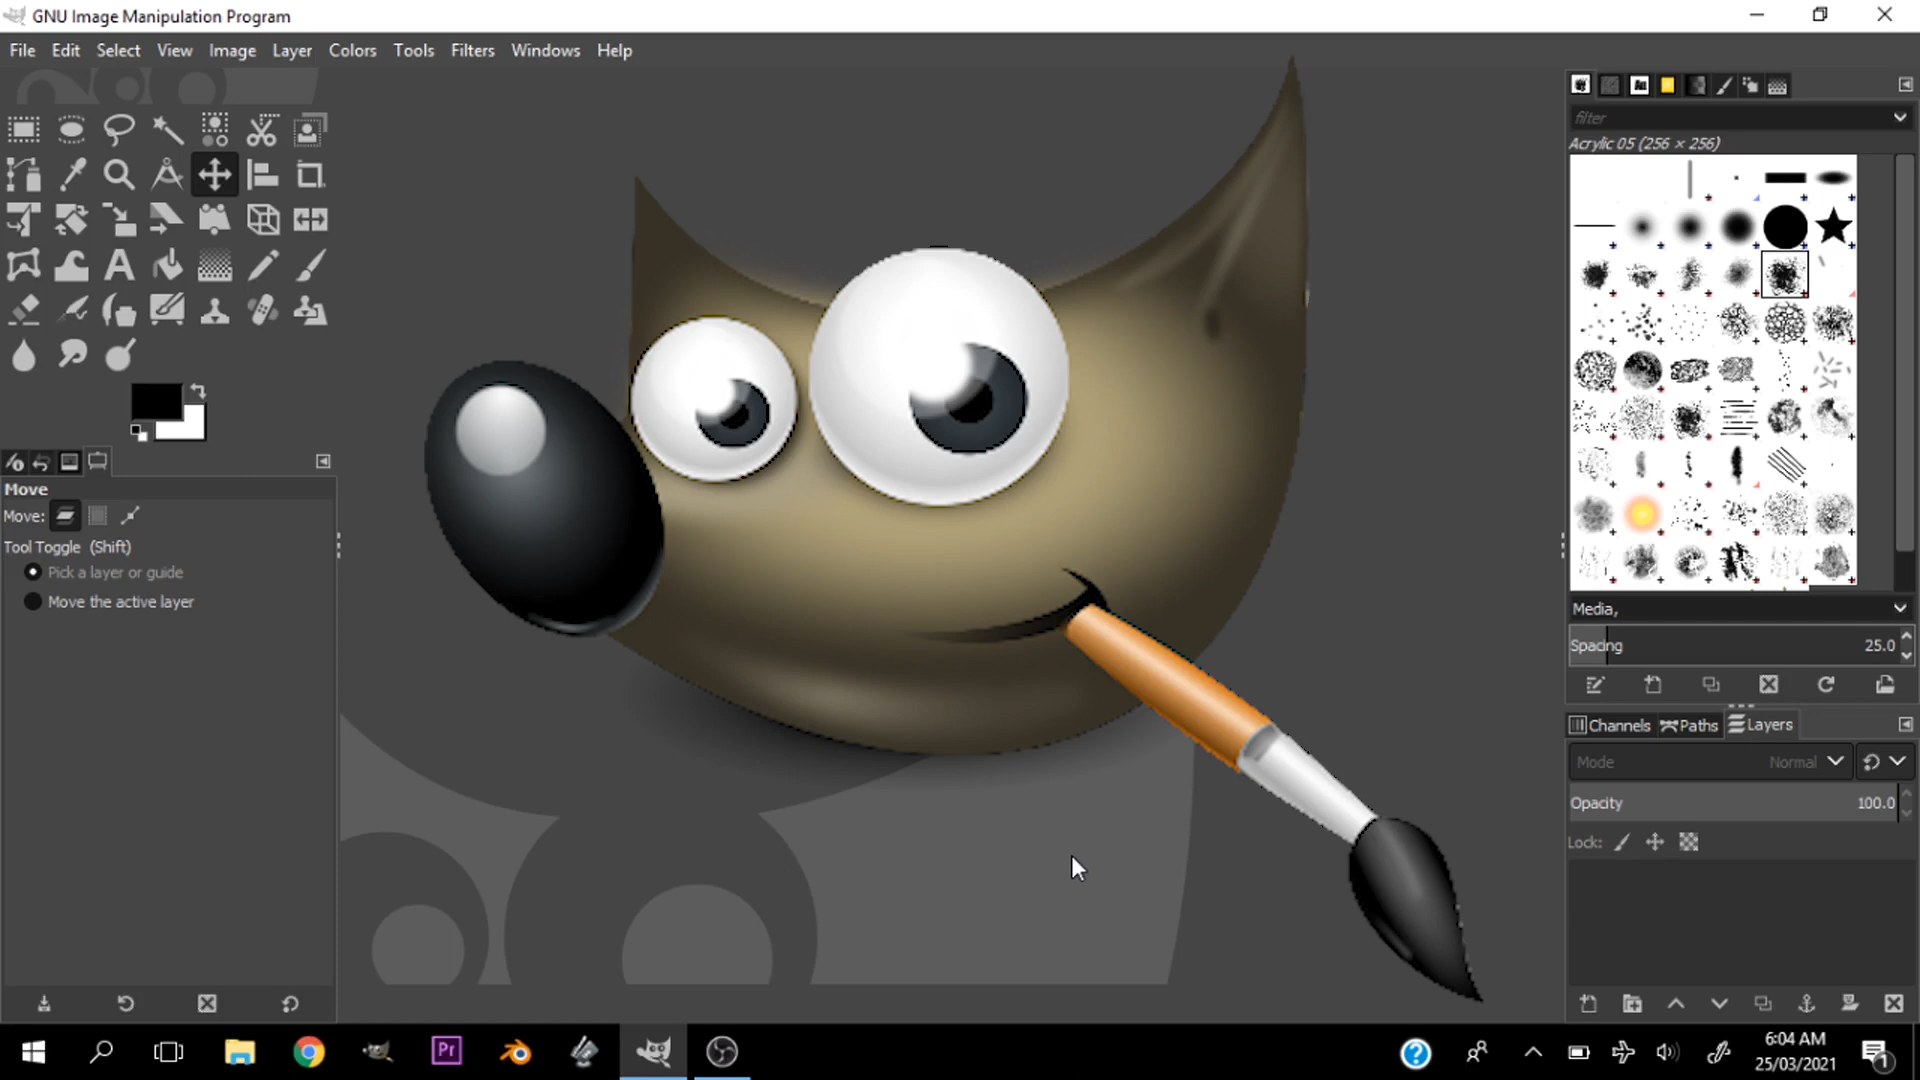 GNU Image Manipulation Program
File Edit Select View Image Layer Colors Tools Filters Windows Help
filter
Acrylic 05 (256 × 256)
Move
Move:
Tool Toggle (Shift)
Pick a layer or guide
Move the active layer
Media,
Spacing 25.0
Channels Paths Layers
Mode Normal
Opacity 100.0
Lock:
Pr
6:04 AM
25/03/2021
1